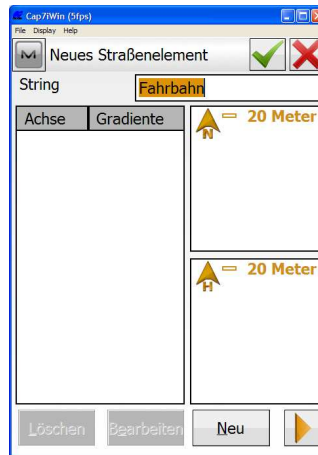 Cap7iWin (5fps)
File Display Help
M Neues Straßenelement
String Fahrbahn
Achse Gradiente
20 Meter
N
20 Meter
H
Löschen Bearbeiten Neu